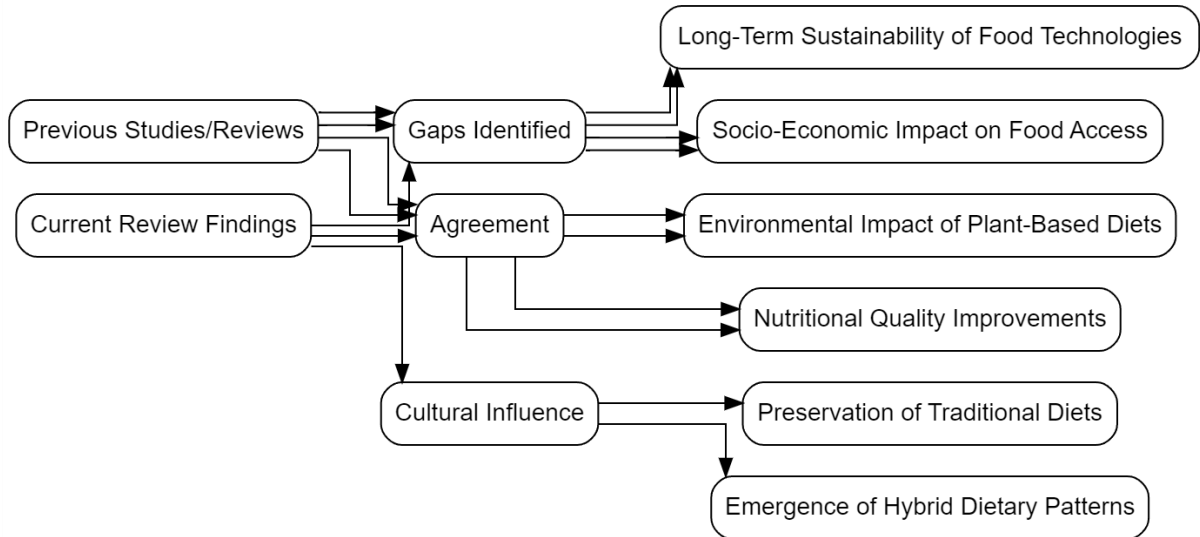 Long-Term Sustainability of Food Technologies
Previous Studies/Reviews
Gaps Identified
Socio-Economic Impact on Food Access
Current Review Findings
Agreement
Environmental Impact of Plant-Based Diets
Nutritional Quality Improvements
Cultural Influence
Preservation of Traditional Diets
Emergence of Hybrid Dietary Patterns